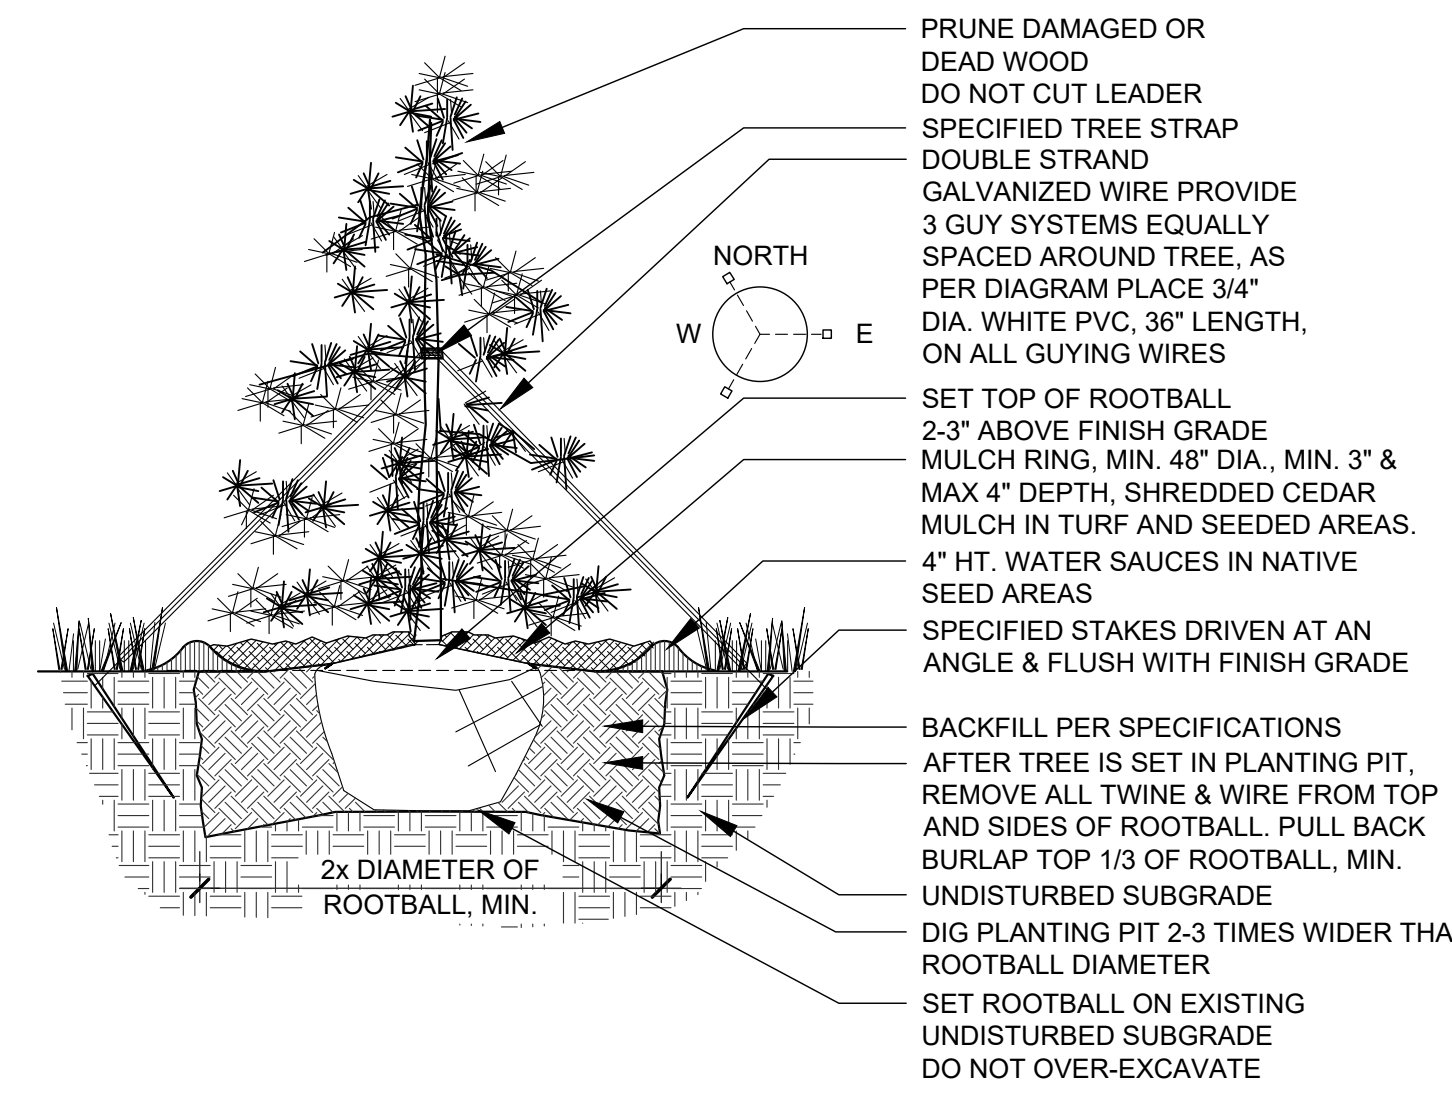 PRUNE DAMAGED OR
DEAD WOOD
DO NOT CUT LEADER
SPECIFIED TREE STRAP
DOUBLE STRAND
GALVANIZED WIRE PROVIDE
3 GUY SYSTEMS EQUALLY
SPACED AROUND TREE, AS
PER DIAGRAM PLACE 3/4"
DIA. WHITE PVC, 36" LENGTH,
ON ALL GUYING WIRES
NORTH
W E
SET TOP OF ROOTBALL
2-3" ABOVE FINISH GRADE
MULCH RING, MIN. 48" DIA., MIN. 3" &
MAX 4" DEPTH, SHREDDED CEDAR
MULCH IN TURF AND SEEDED AREAS.
4" HT. WATER SAUCES IN NATIVE
SEED AREAS
SPECIFIED STAKES DRIVEN AT AN
ANGLE & FLUSH WITH FINISH GRADE
BACKFILL PER SPECIFICATIONS
AFTER TREE IS SET IN PLANTING PIT,
REMOVE ALL TWINE & WIRE FROM TOP
AND SIDES OF ROOTBALL. PULL BACK
BURLAP TOP 1/3 OF ROOTBALL, MIN.
UNDISTURBED SUBGRADE
DIG PLANTING PIT 2-3 TIMES WIDER THA
ROOTBALL DIAMETER
SET ROOTBALL ON EXISTING
UNDISTURBED SUBGRADE
DO NOT OVER-EXCAVATE
2x DIAMETER OF
ROOTBALL, MIN.